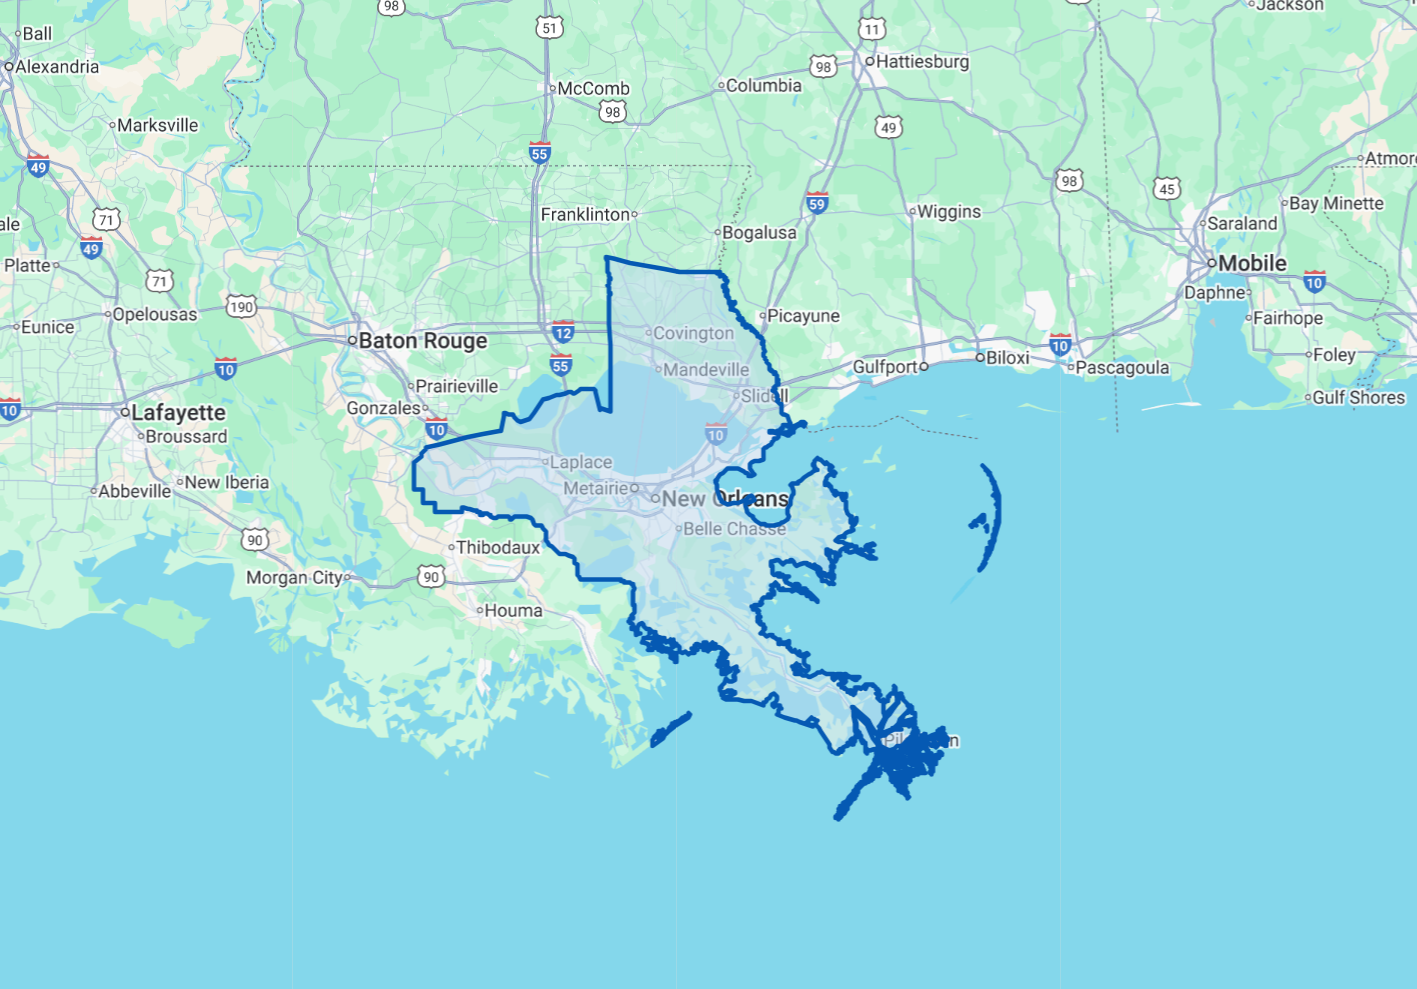 98
51
11
Jackson
Ball
Alexandria
98
Hattiesburg
McComb
Columbia
98
Marksville
49
55
49
Atmore
98
45
59
Bay Minette
71
Franklinton
Wiggins
Saraland
ale
Bogalusa
49
Platte
Mobile
71
10
190
Daphne
Opelousas
Picayune
Fairhope
Eunice
12
Covington
Baton Rouge
10
Biloxi
Foley
55
10
Mandeville
Gulfport
Pascagoula
Prairieville
Slidell
Gulf Shores
10
Lafayette
Gonzales
10
10
Broussard
Laplace
New Iberia
Metairie
Abbeville
New Orleans
Belle Chasse
90
Thibodaux
Morgan City
90
Houma